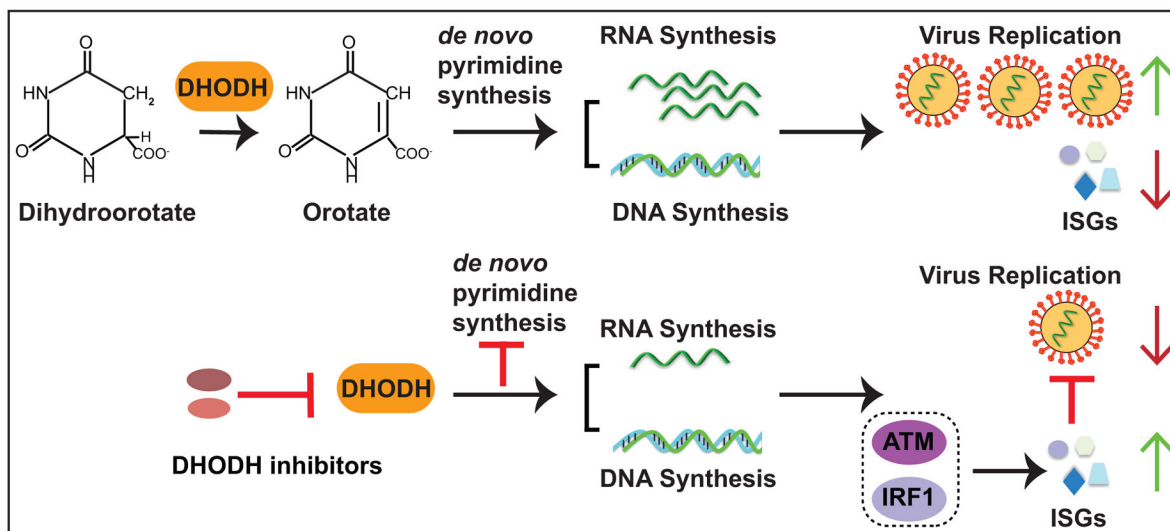 de novo
pyrimidine
synthesis
RNA Synthesis
Virus Replication
O
HN
CH2
O
N
H
H
COO-
DHODH
O
HN
CH
O
N
H
COO-
Dihydroorotate
Orotate
DNA Synthesis
ISGs
de novo
pyrimidine
synthesis
RNA Synthesis
Virus Replication
DHODH
DHODH inhibitors
DNA Synthesis
ATM
IRF1
ISGs